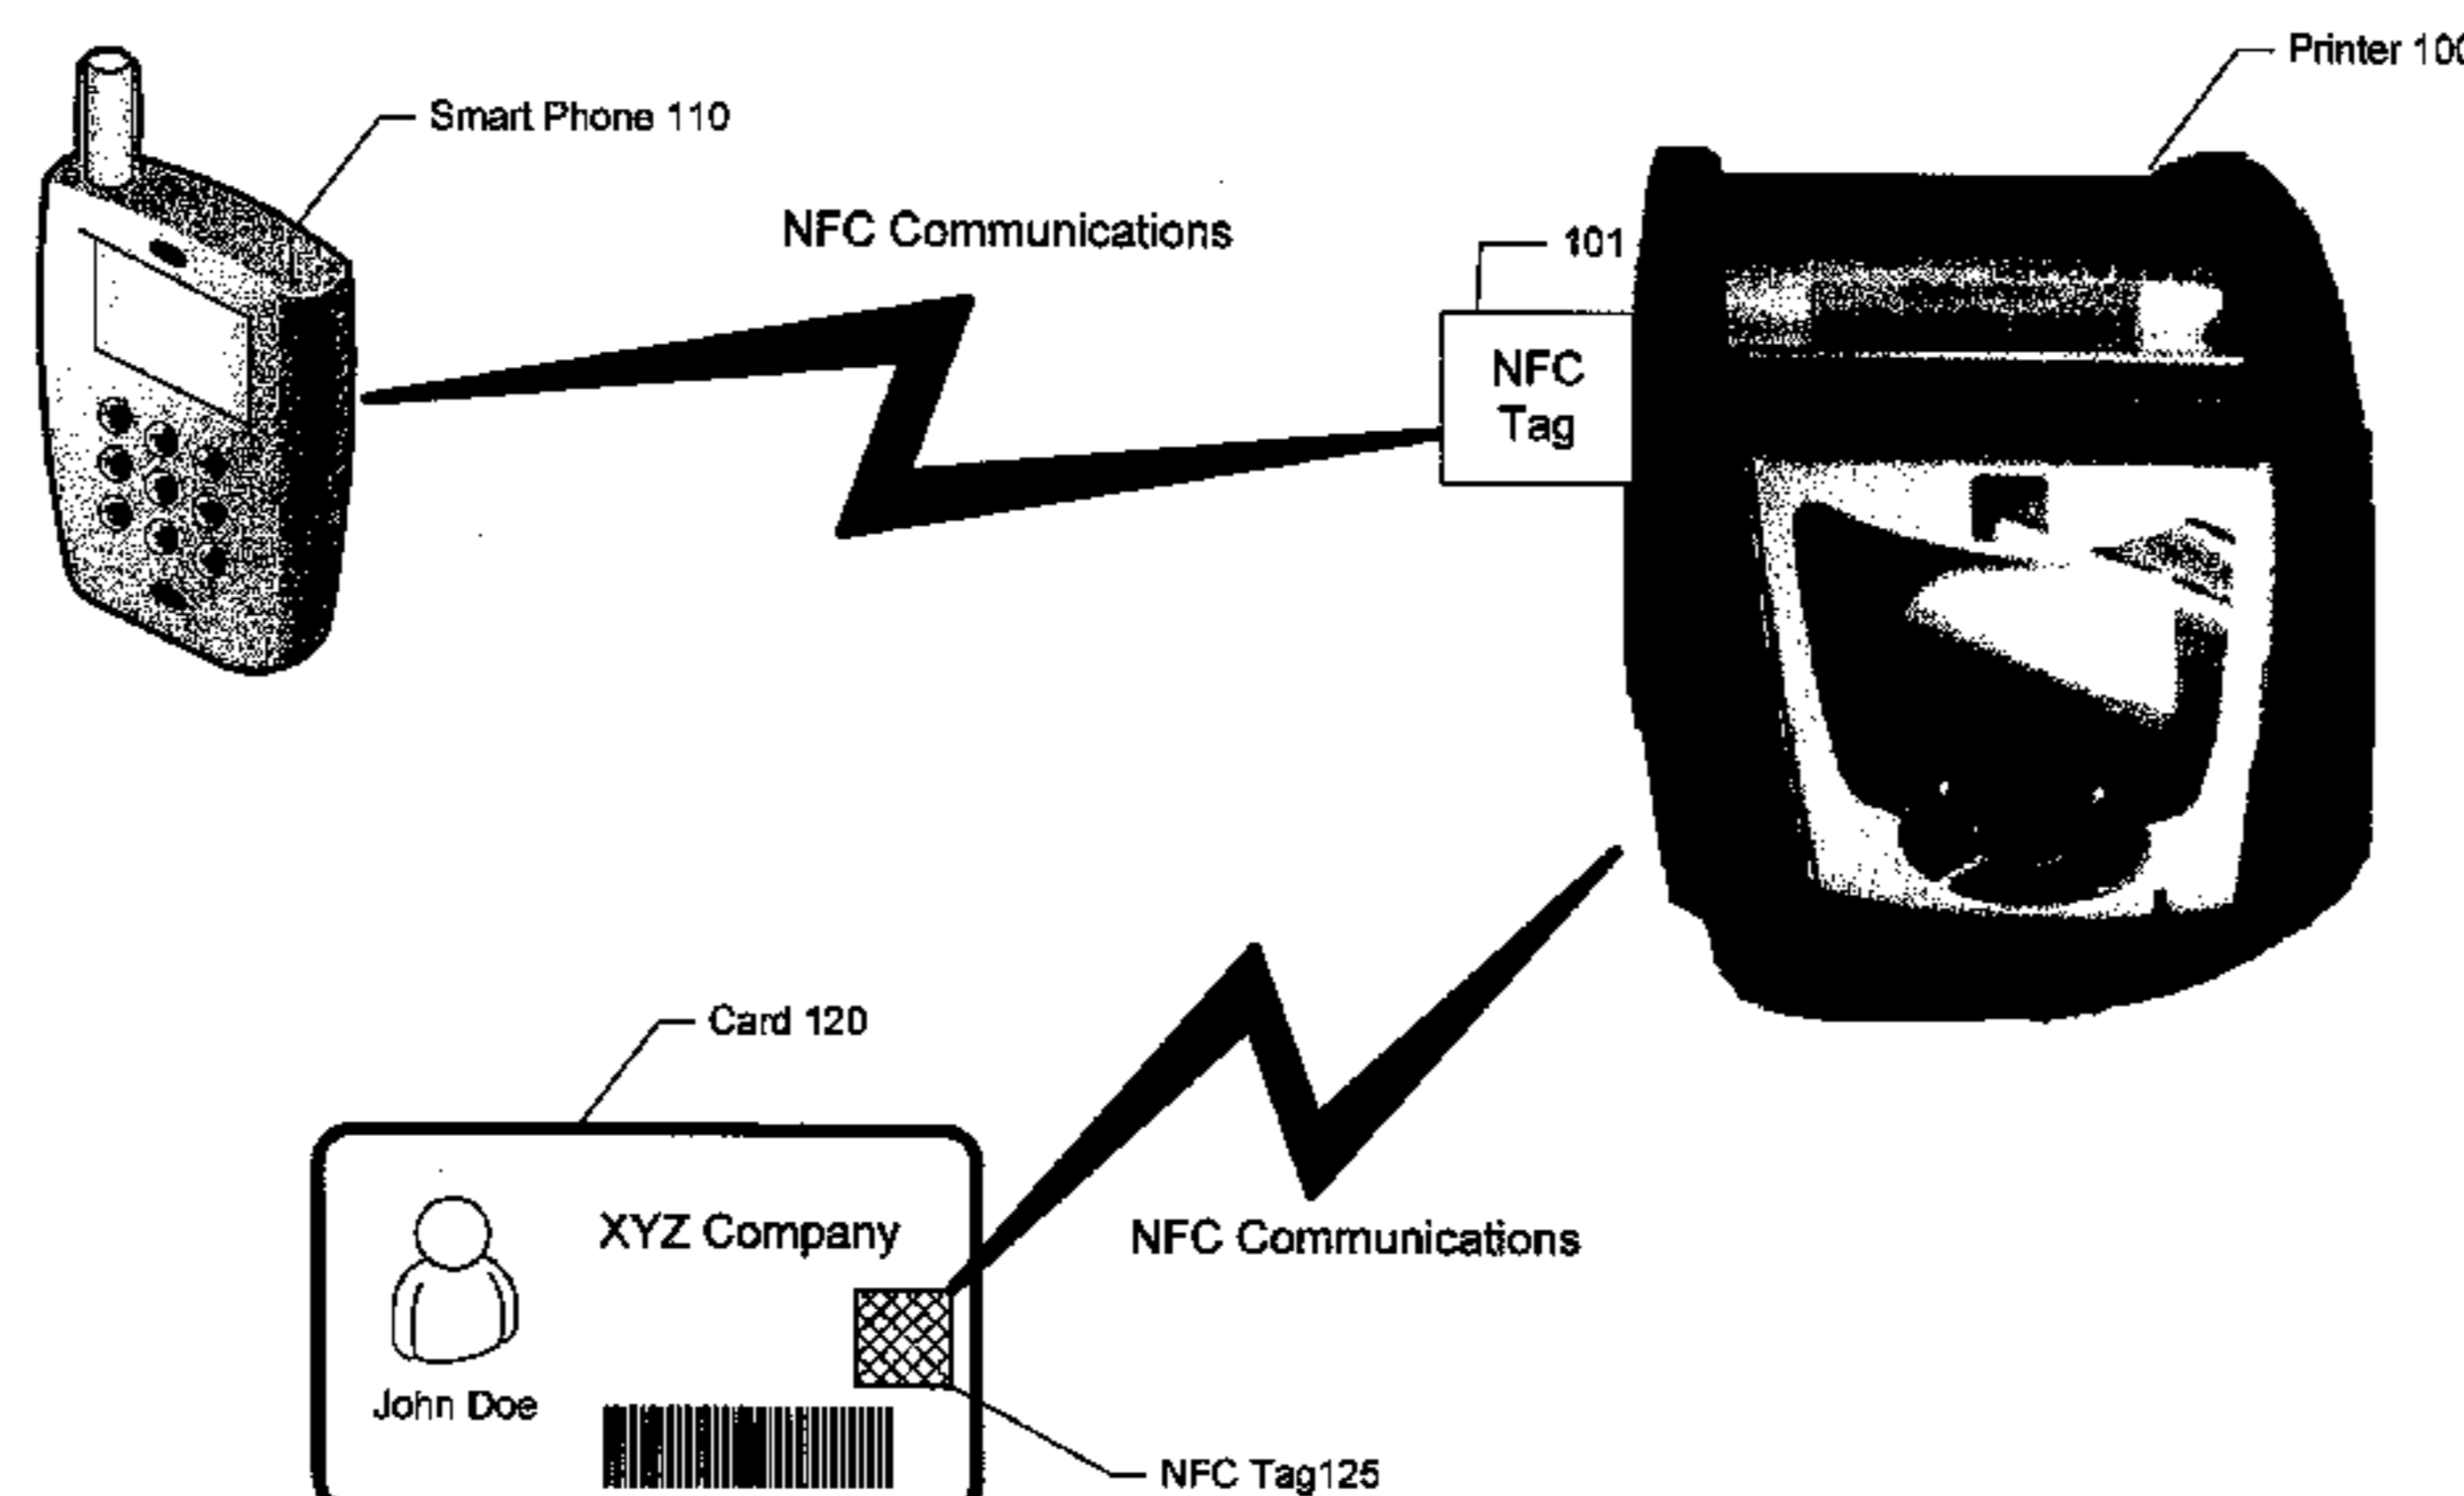 Printer 100
Smart Phone 110
NFC Communications
101
NFC
Tag
Card 120
XYZ Company
NFC Communications
John Doe
NFC Tag125